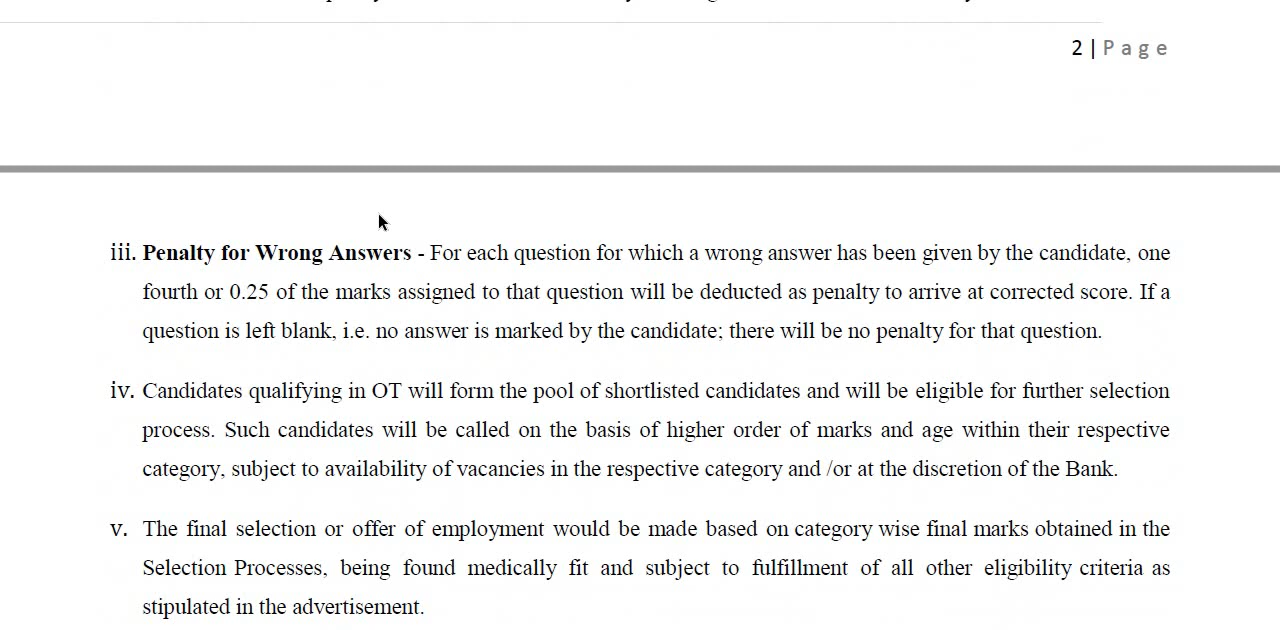 2 | P a g e
iii. Penalty for Wrong Answers - For each question for which a wrong answer has been given by the candidate, one
fourth or 0.25 of the marks assigned to that question will be deducted as penalty to arrive at corrected score. If a
question is left blank, i.e. no answer is marked by the candidate; there will be no penalty for that question.
iv. Candidates qualifying in OT will form the pool of shortlisted candidates and will be eligible for further selection
process. Such candidates will be called on the basis of higher order of marks and age within their respective
category, subject to availability of vacancies in the respective category and /or at the discretion of the Bank.
v. The final selection or offer of employment would be made based on category wise final marks obtained in the
Selection Processes, being found medically fit and subject to fulfillment of all other eligibility criteria as
stipulated in the advertisement.